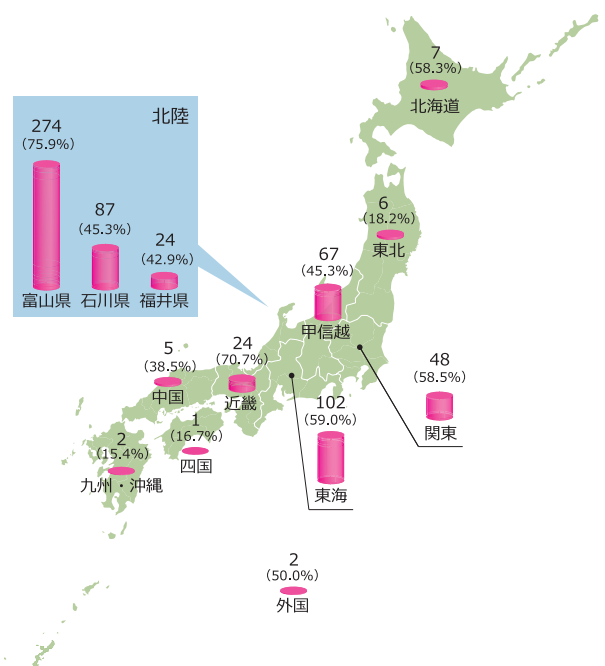 7
(58.3%)
北海道
北陸
274
(75.9%)
富山県
87
(45.3%)
石川県
24
(42.9%)
福井県
6
(18.2%)
東北
67
(45.3%)
甲信越
5
(38.5%)
中国
24
(70.7%)
近畿
48
(58.5%)
関東
102
(59.0%)
東海
1
(16.7%)
四国
2
(15.4%)
九州・沖縄
2
(50.0%)
外国